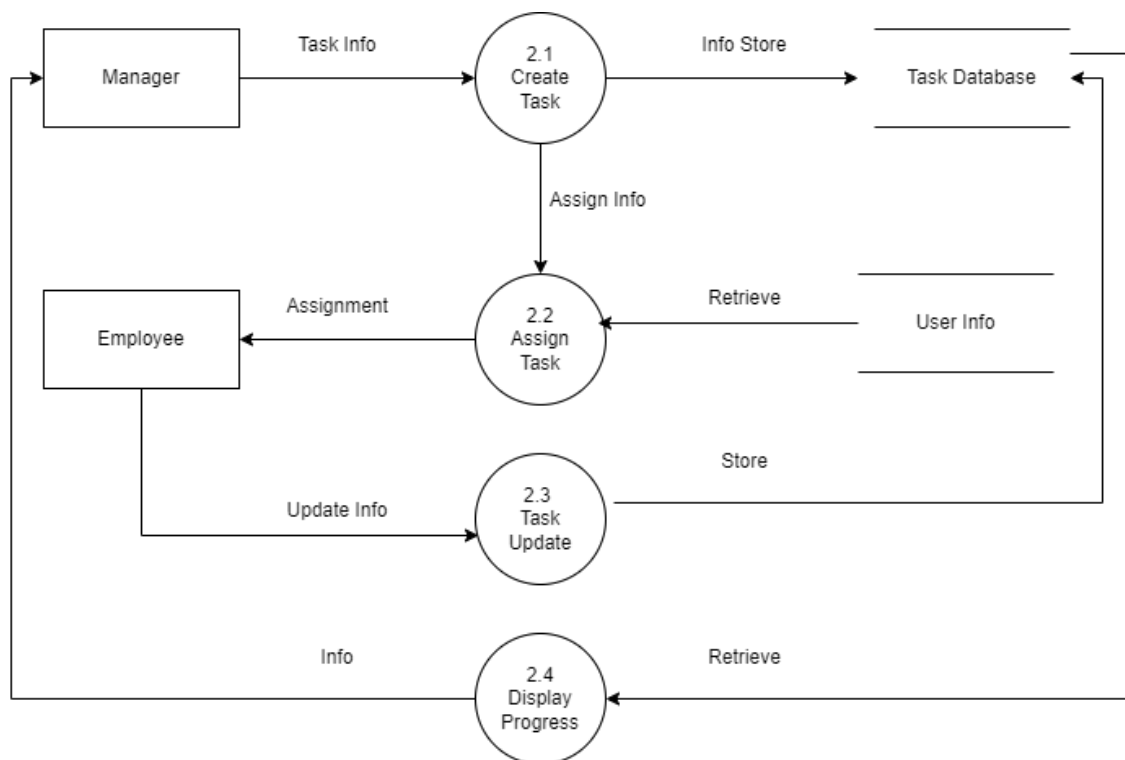 Task Info
Info Store
Manager
2.1
Create
Task
Task Database
Assign Info
Assignment
Retrieve
Employee
2.2
Assign
Task
User Info
Store
Update Info
2.3
Task
Update
Info
Retrieve
2.4
Display
Progress